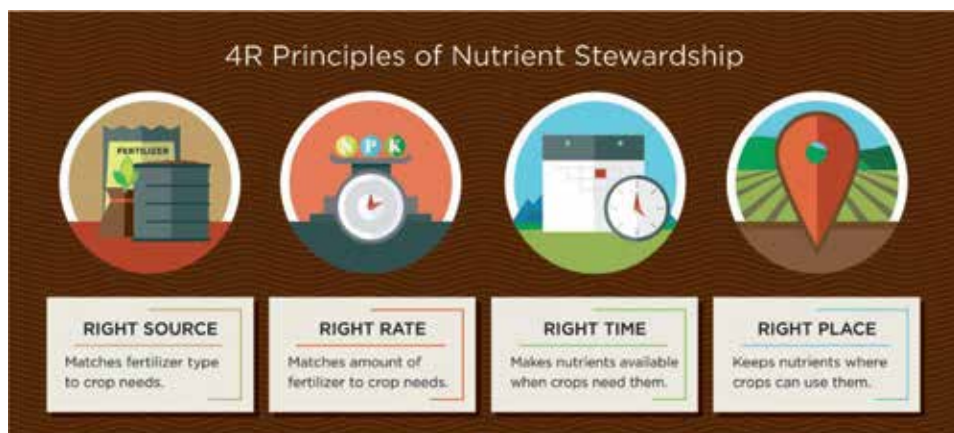 4R Principles of Nutrient Stewardship
FERTILIZER
N P K
RIGHT SOURCE
Matches fertilizer type
to crop needs.
RIGHT RATE
Matches amount of
fertilizer to crop needs.
RIGHT TIME
Makes nutrients available
when crops need them.
RIGHT PLACE
Keeps nutrients where
crops can use them.